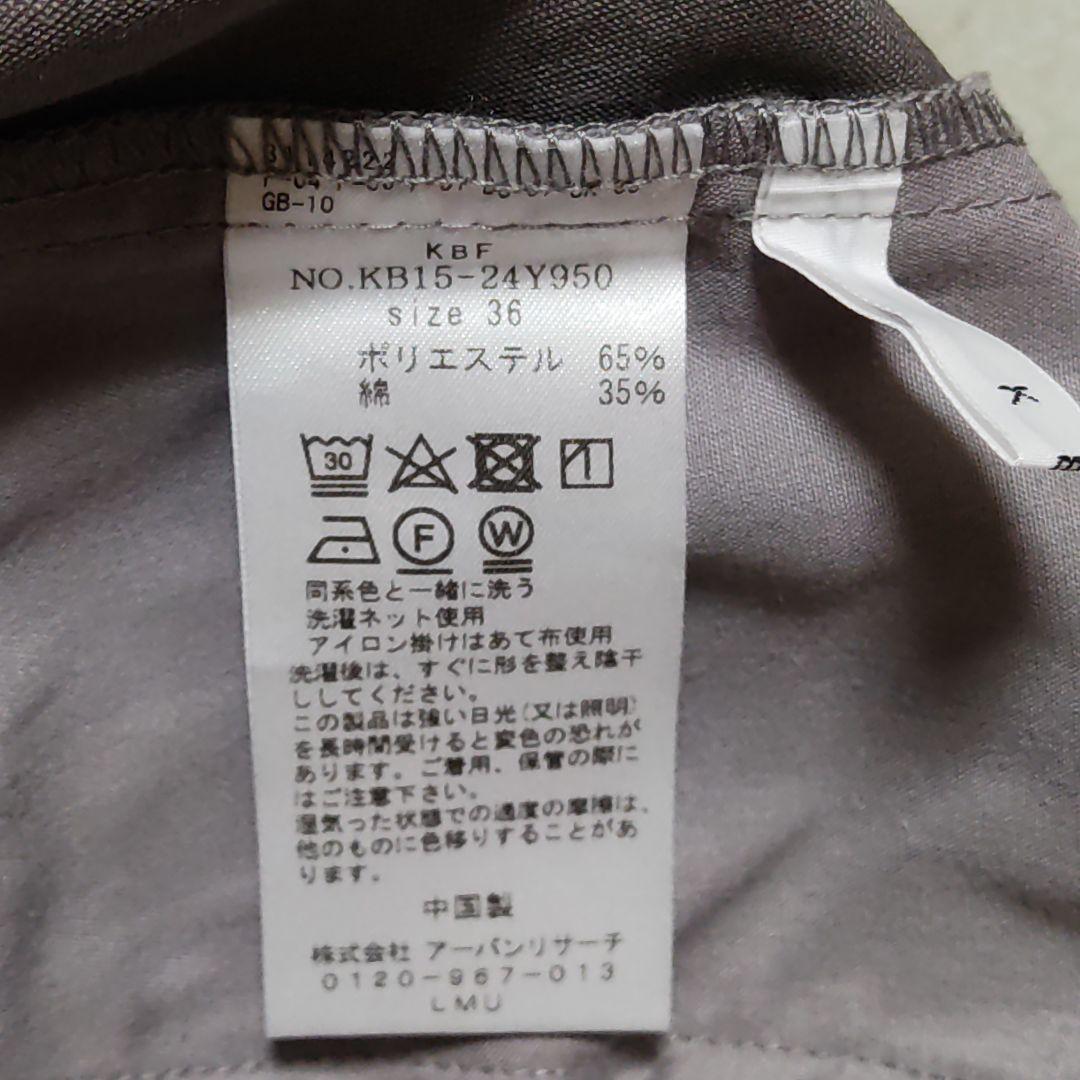 GB-10
KBF
NO.KB15-24Y950
size 36
ポリエステル 65%
綿 35%
30
F
W
同系色と一緒に洗う
洗濯ネット使用
アイロン掛けはあて布使用
洗濯後は、すぐに形を整え陰干
ししてください。
この製品は強い日光(又は照明)
を長時間受けると変色の恐れが
あります。ご着用、保管の際に
はご注意下さい。
湿気った状態での過度の摩擦は、
他のものに色移りすることがあ
ります。
中国製
株式会社 アーバンリサーチ
0120-967-013
LMU